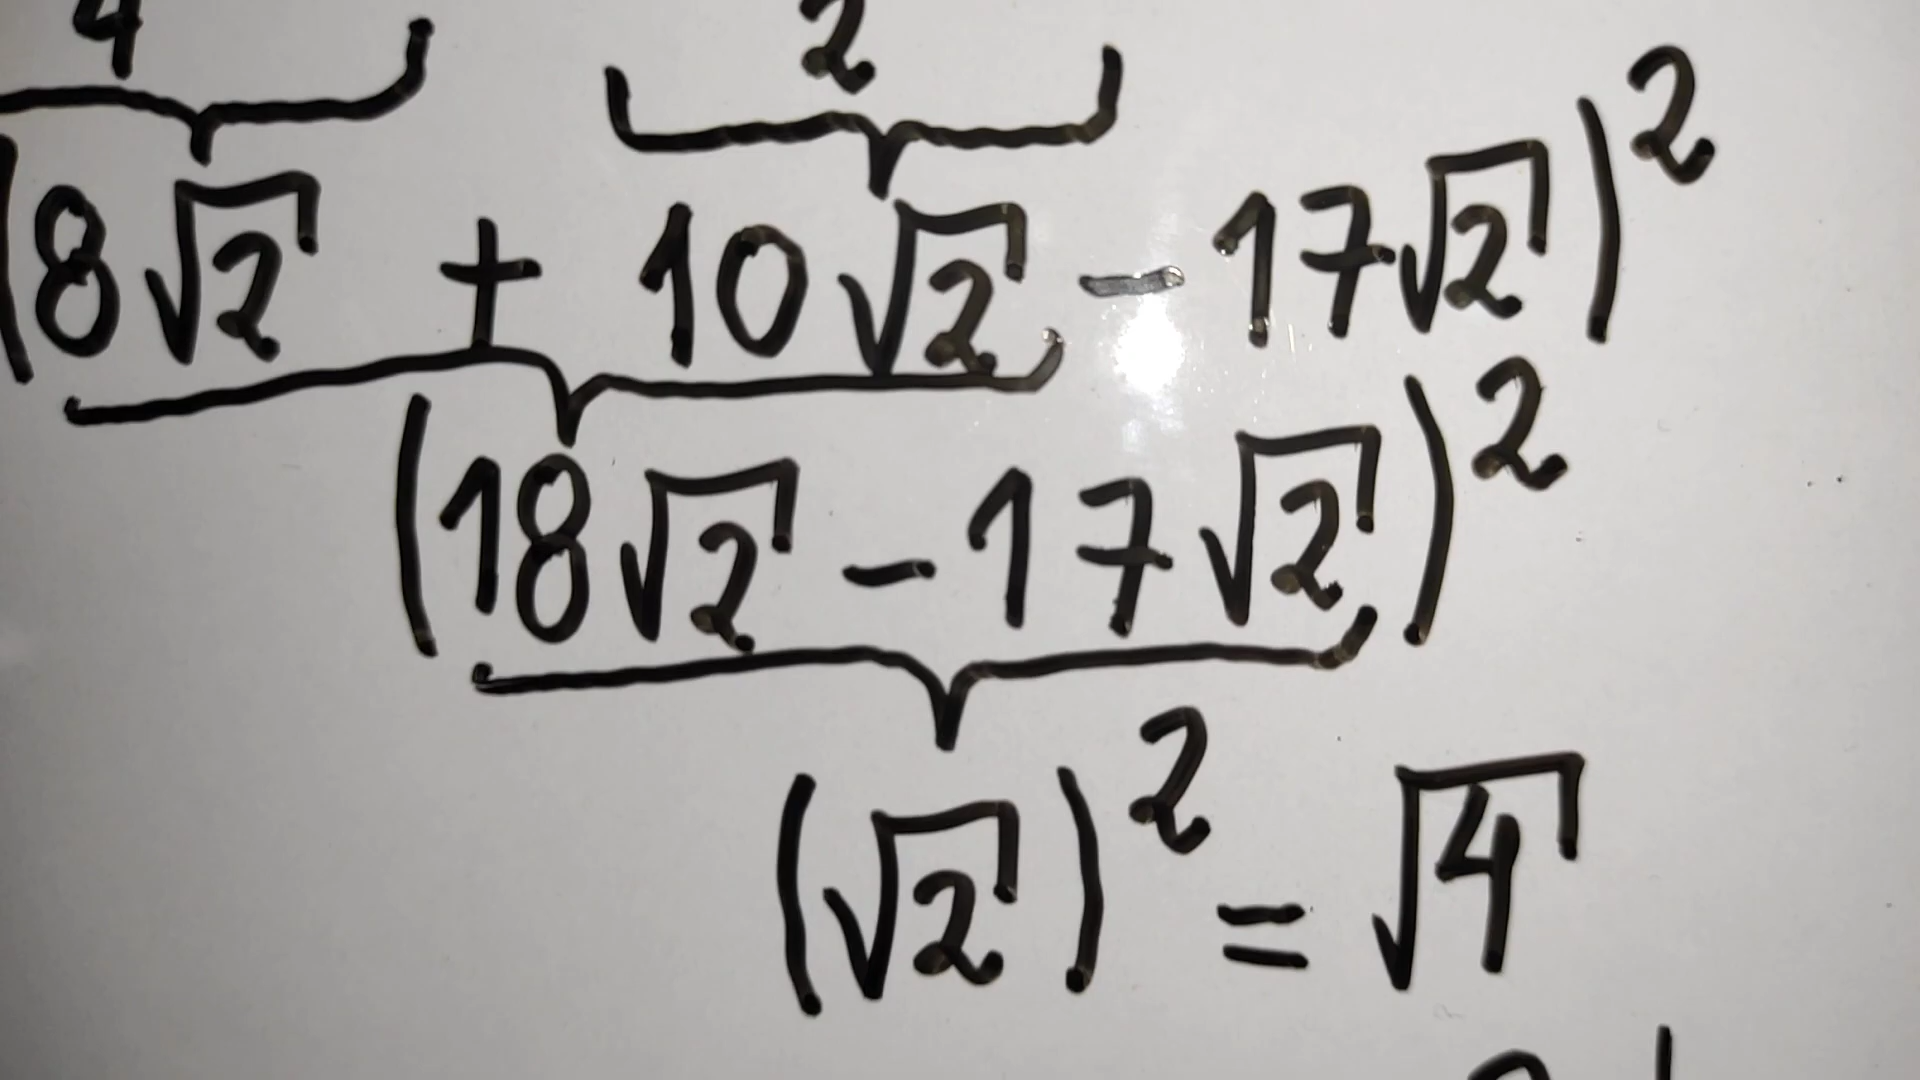 4 2
(8√2 + 10√2 - 17√2)²
(18√2 - 17√2)²
(√2)² = √4